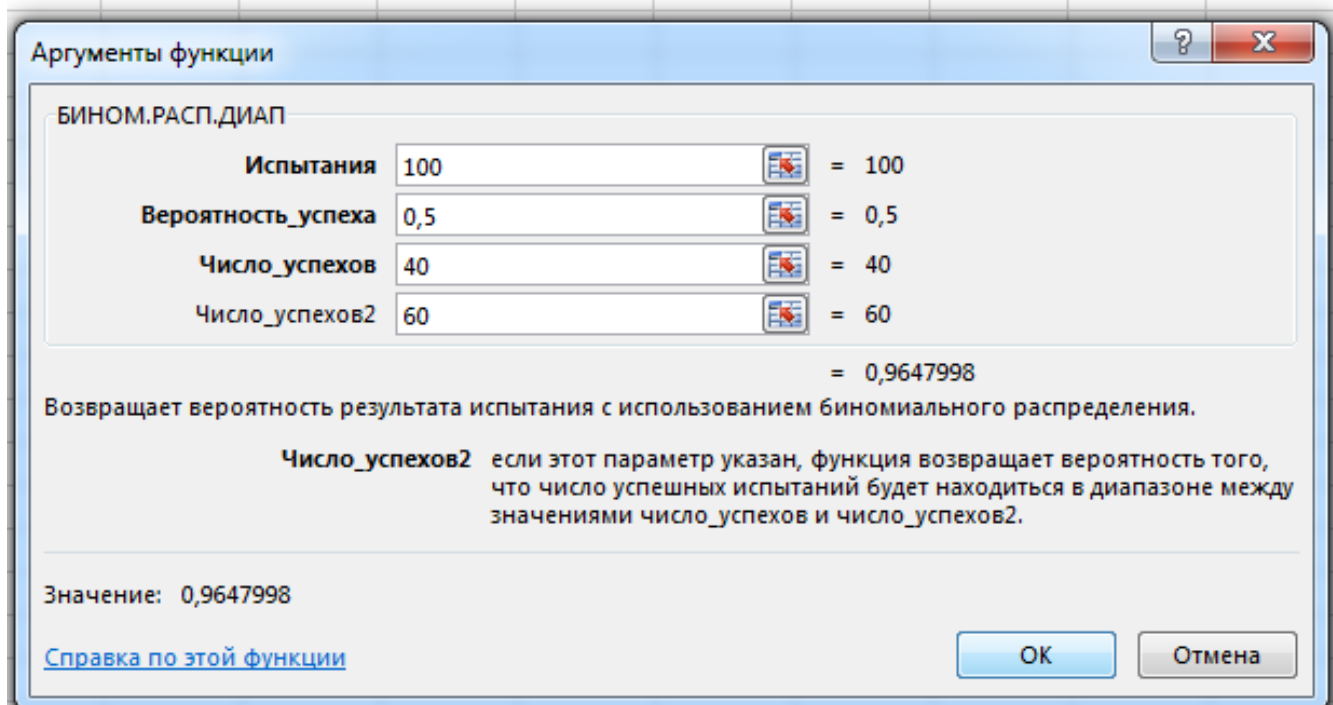 Аргументы функции
БИНОМ.РАСП.ДИАП
Испытания 100 = 100
Вероятность_успеха 0,5 = 0,5
Число_успехов 40 = 40
Число_успехов2 60 = 60
= 0,9647998
Возвращает вероятность результата испытания с использованием биномиального распределения.
Число_успехов2 если этот параметр указан, функция возвращает вероятность того,
что число успешных испытаний будет находиться в диапазоне между
значениями число_успехов и число_успехов2.
Значение: 0,9647998
Справка по этой функции ОК Отмена